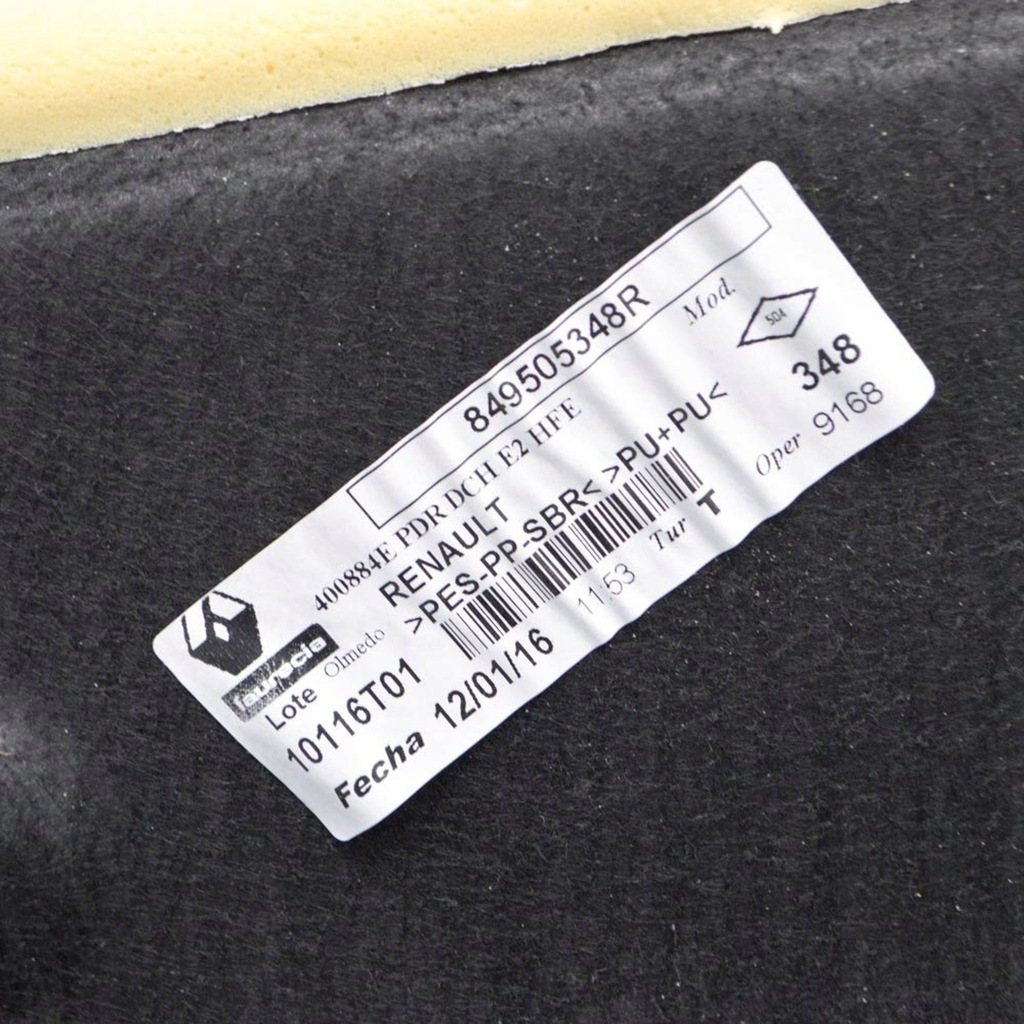 849505348R
400884E PDR DCH E2 HFE
Mod.
504
RENAULT
348
>PES-PP-SBR< >PU+PU<
faurecia
Olmedo
Oper 9168
Lote
Tur T
10116T01
11:53
Fecha 12/01/16